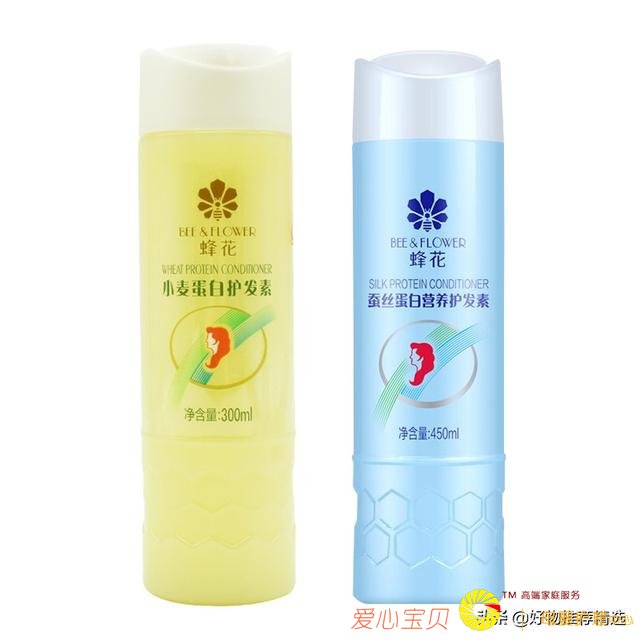 BEE & FLOWER
蜂花
WHEAT PROTEIN CONDITIONER
小麦蛋白护发素
净含量:300ml
BEE & FLOWER
蜂花
SILK PROTEIN CONDITIONER
蚕丝蛋白营养护发素
净含量:450ml
爱心宝贝
TM 高端家庭服务
头条 @好物推荐精选